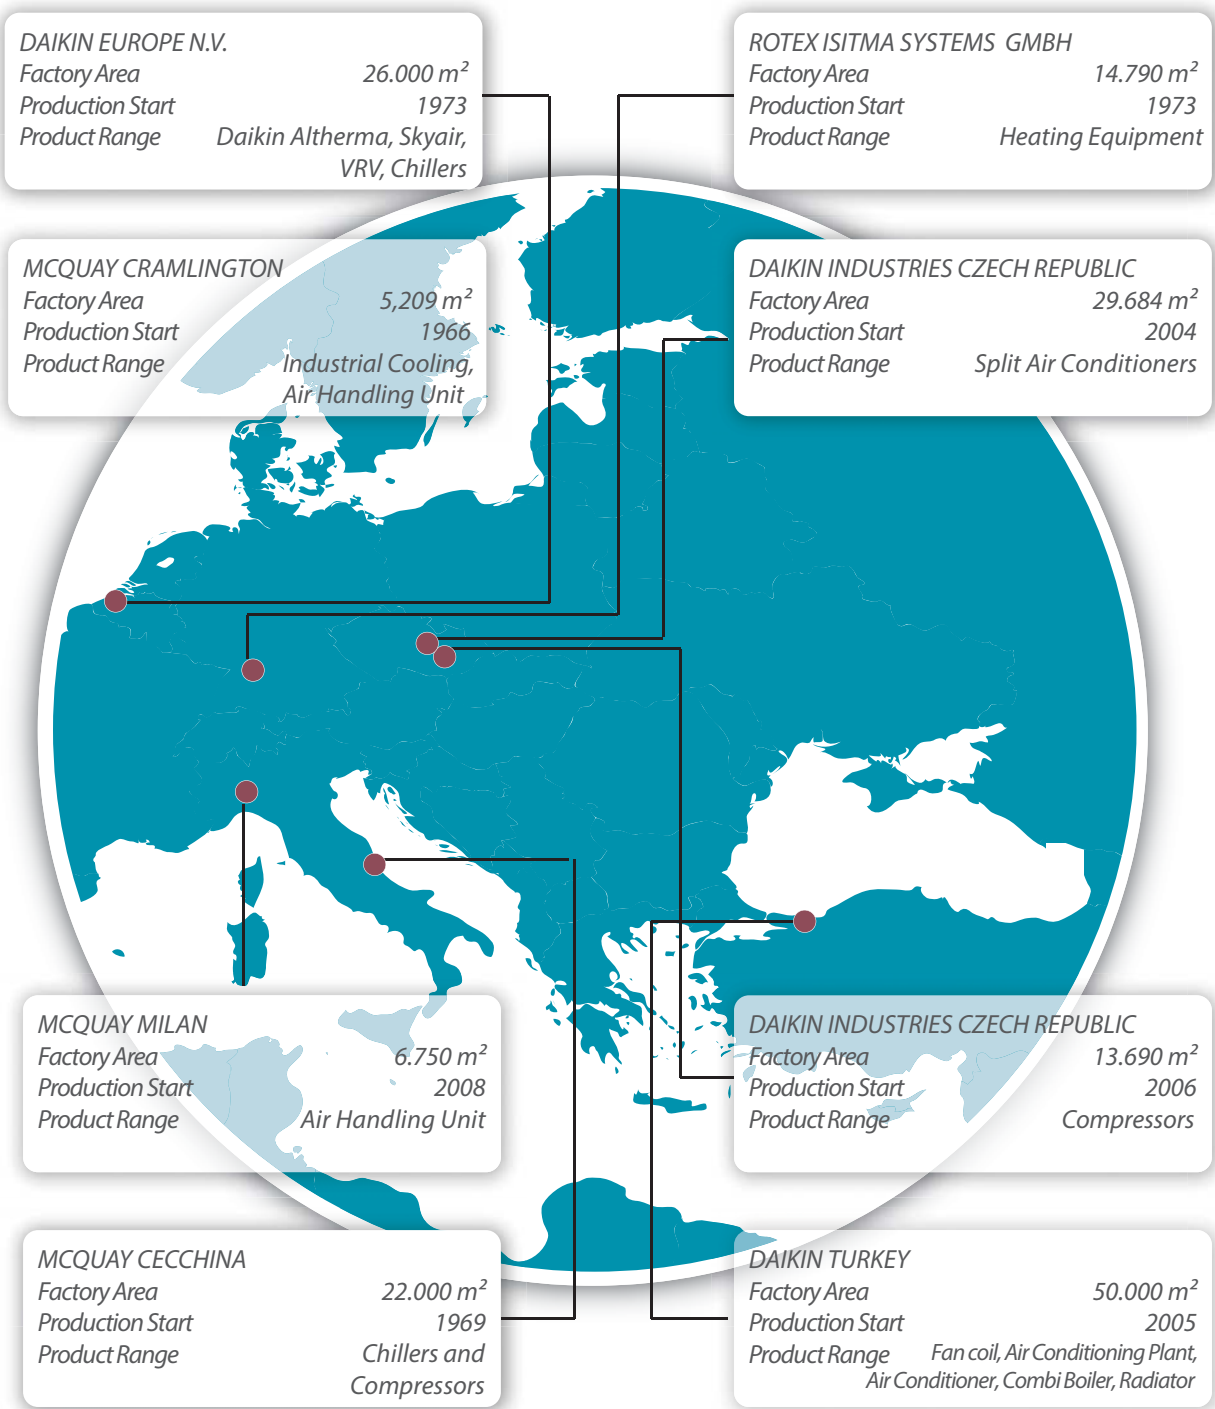 DAIKIN EUROPE N.V.
Factory Area 26.000 m²
Production Start 1973
Product Range Daikin Altherma, Skyair,
VRV, Chillers
ROTEX ISITMA SYSTEMS GMBH
Factory Area 14.790 m²
Production Start 1973
Product Range Heating Equipment
MCQUAY CRAMLINGTON
Factory Area 5,209 m²
Production Start 1966
Product Range Industrial Cooling,
Air Handling Unit
DAIKIN INDUSTRIES CZECH REPUBLIC
Factory Area 29.684 m²
Production Start 2004
Product Range Split Air Conditioners
MCQUAY MILAN
Factory Area 6.750 m²
Production Start 2008
Product Range Air Handling Unit
DAIKIN INDUSTRIES CZECH REPUBLIC
Factory Area 13.690 m²
Production Start 2006
Product Range Compressors
MCQUAY CECCHINA
Factory Area 22.000 m²
Production Start 1969
Product Range Chillers and
Compressors
DAIKIN TURKEY
Factory Area 50.000 m²
Production Start 2005
Product Range Fan coil, Air Conditioning Plant,
Air Conditioner, Combi Boiler, Radiator